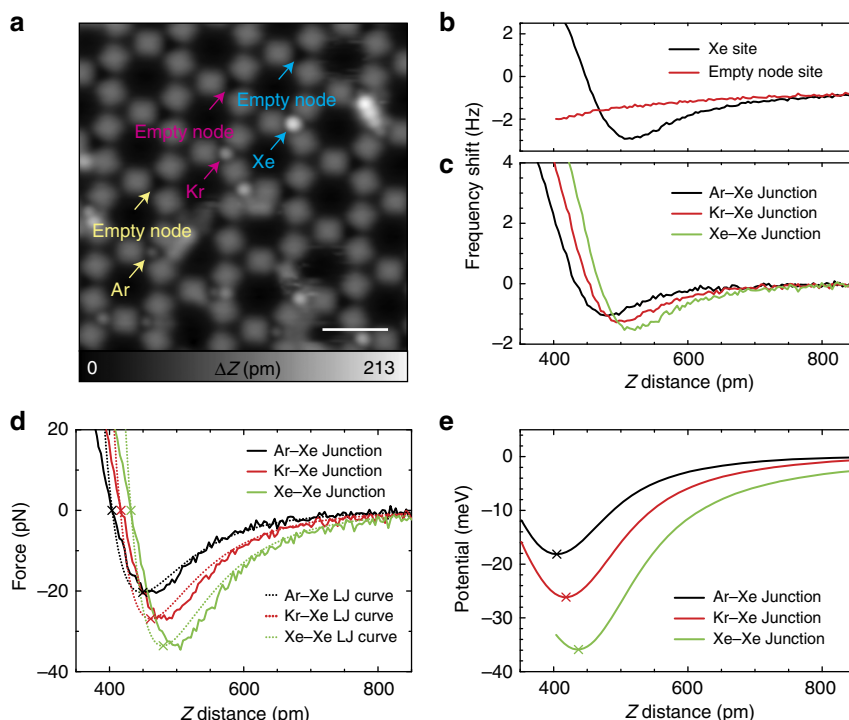 a
Empty node
Empty node
Xe
Kr
Empty node
Ar
0
ΔZ (pm)
213
b
0
−2
Xe site
Empty node site
c
Frequency shift (Hz)
4
2
0
−2
Ar–Xe Junction
Kr–Xe Junction
Xe–Xe Junction
400
600
800
Z distance (pm)
d
Force (pN)
20
0
−20
−40
Ar–Xe Junction
Kr–Xe Junction
Xe–Xe Junction
Ar–Xe LJ curve
Kr–Xe LJ curve
Xe–Xe LJ curve
400
600
800
Z distance (pm)
e
Potential (meV)
0
−10
−20
−30
−40
Ar–Xe Junction
Kr–Xe Junction
Xe–Xe Junction
400
600
800
Z distance (pm)